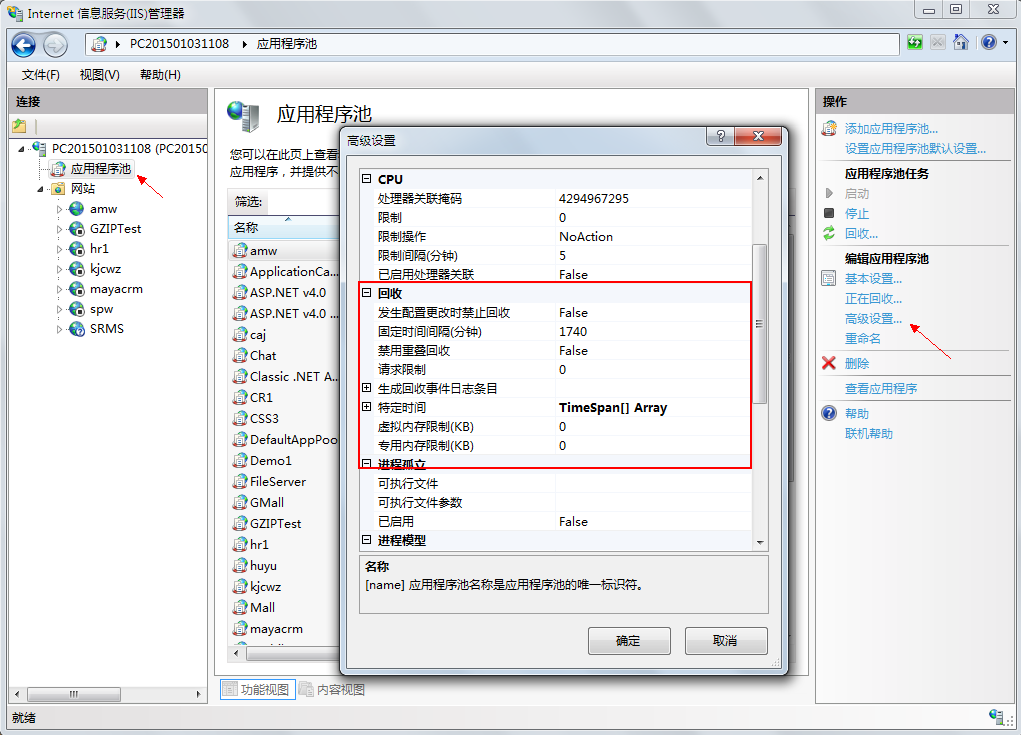 Internet 信息服务(IIS)管理器
PC201501031108 应用程序池
文件(F) 视图(V) 帮助(H)
连接
PC201501031108 (PC20150
应用程序池
网站
amw
GZIPTest
hr1
kjcwz
mayacrm
spw
SRMS
应用程序池
您可以在此页上查看
应用程序，并提供不
筛选:
名称
amw
ApplicationCa...
ASP.NET v4.0
ASP.NET v4.0 ...
caj
Chat
Classic .NET A...
CR1
CSS3
DefaultAppPoo
Demo1
FileServer
GMall
GZIPTest
hr1
huyu
kjcwz
Mall
mayacrm
功能视图 内容视图
高级设置
CPU
处理器关联掩码 4294967295
限制 0
限制操作 NoAction
限制间隔(分钟) 5
已启用处理器关联 False
回收
发生配置更改时禁止回收 False
固定时间间隔(分钟) 1740
禁用重叠回收 False
请求限制 0
生成回收事件日志条目
特定时间 TimeSpan[] Array
虚拟内存限制(KB) 0
专用内存限制(KB) 0
进程孤立
可执行文件
可执行文件参数
已启用 False
进程模型
名称
[name] 应用程序池名称是应用程序池的唯一标识符。
确定 取消
操作
添加应用程序池...
设置应用程序池默认设置...
应用程序池任务
启动
停止
回收...
编辑应用程序池
基本设置...
正在回收...
高级设置...
重命名
删除
查看应用程序
帮助
联机帮助
就绪